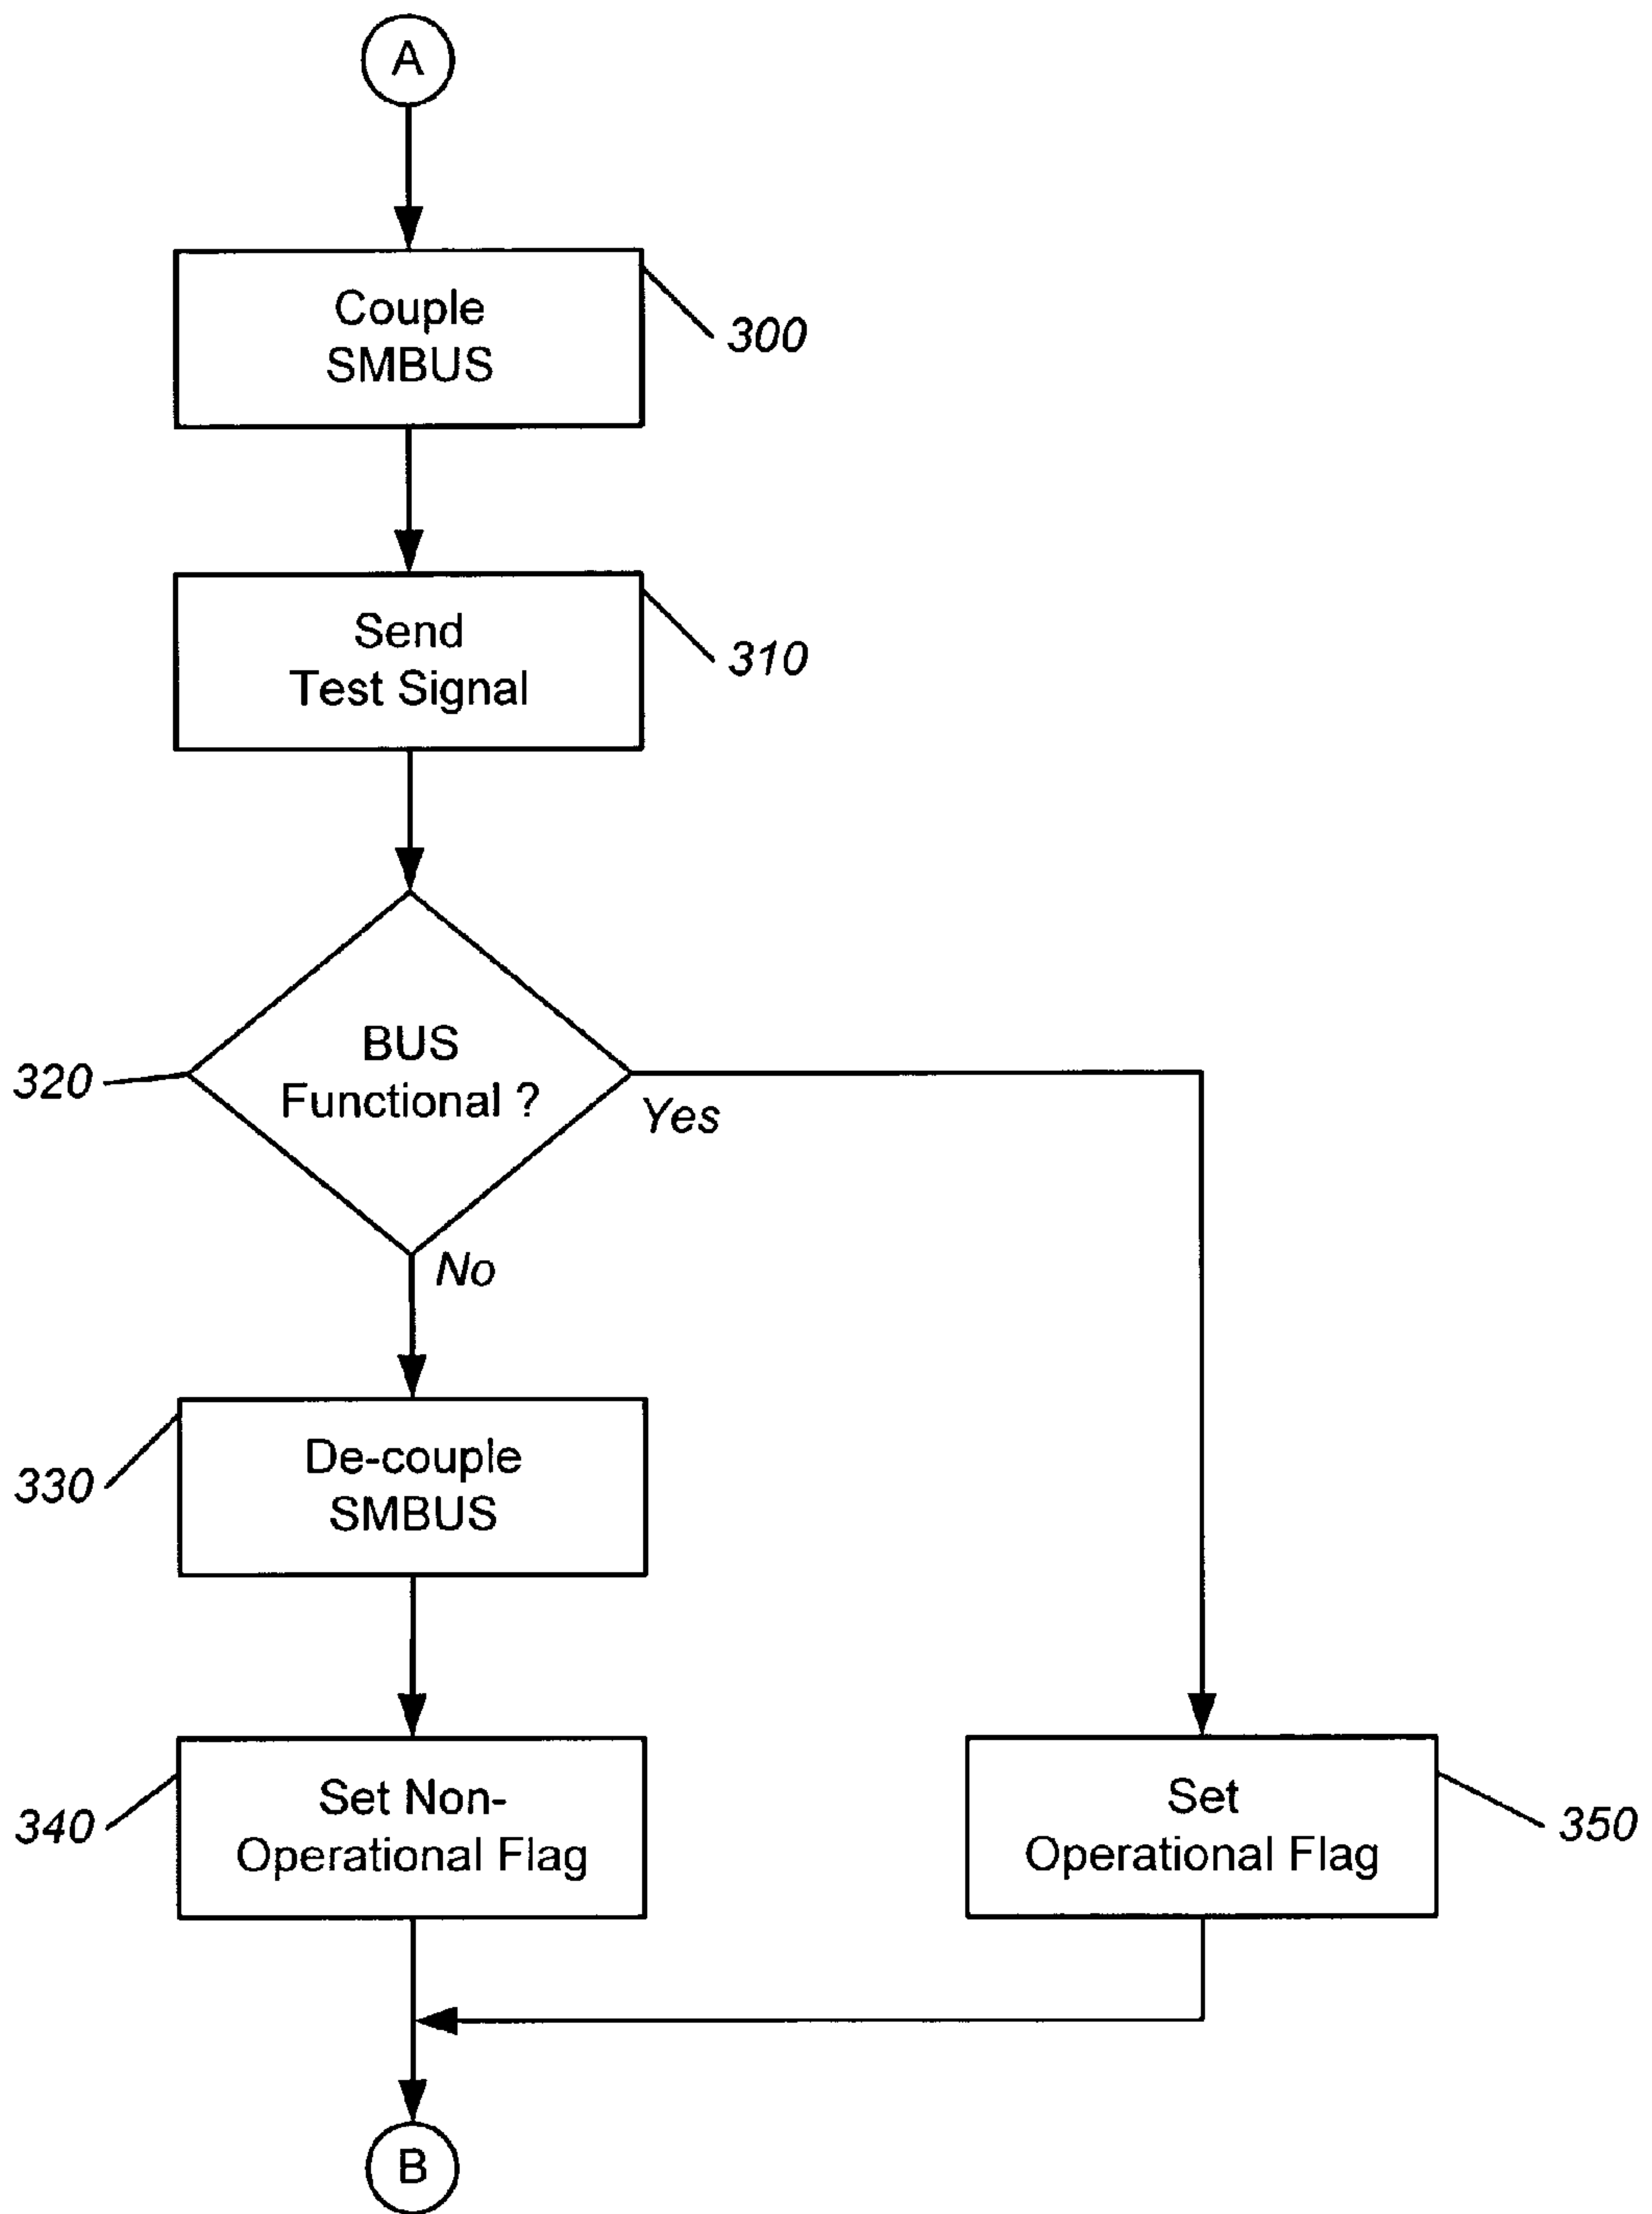 A
Couple
SMBUS
300
Send
Test Signal
310
BUS
Functional ?
320
Yes
No
De-couple
SMBUS
330
Set Non-
Operational Flag
340
Set
Operational Flag
350
B